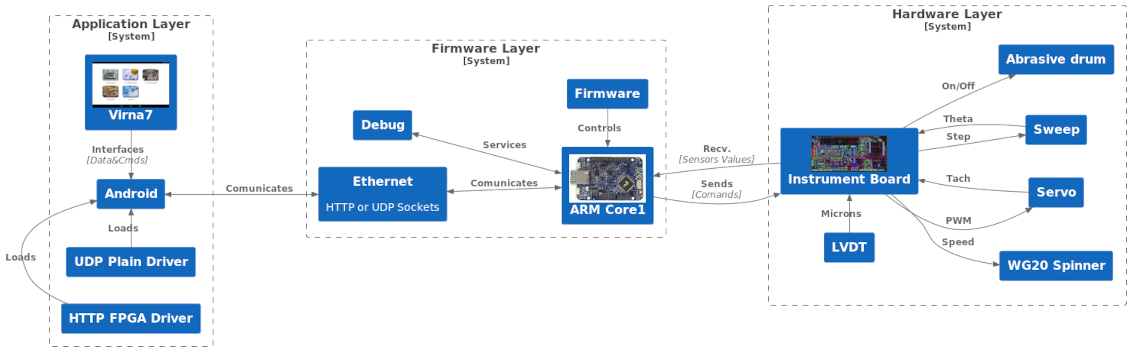 Application Layer
[System]
Virna7
Interfaces
[Data&Cmds]
Android
Loads
Loads
UDP Plain Driver
HTTP FPGA Driver
Comunicates
Firmware Layer
[System]
Firmware
Debug
Controls
Services
Ethernet
HTTP or UDP Sockets
Comunicates
ARM Core1
Recv.
[Sensors Values]
Sends
[Comands]
Hardware Layer
[System]
Abrasive drum
On/Off
Theta
Sweep
Step
Instrument Board
Tach
Servo
Microns
PWM
LVDT
Speed
WG20 Spinner